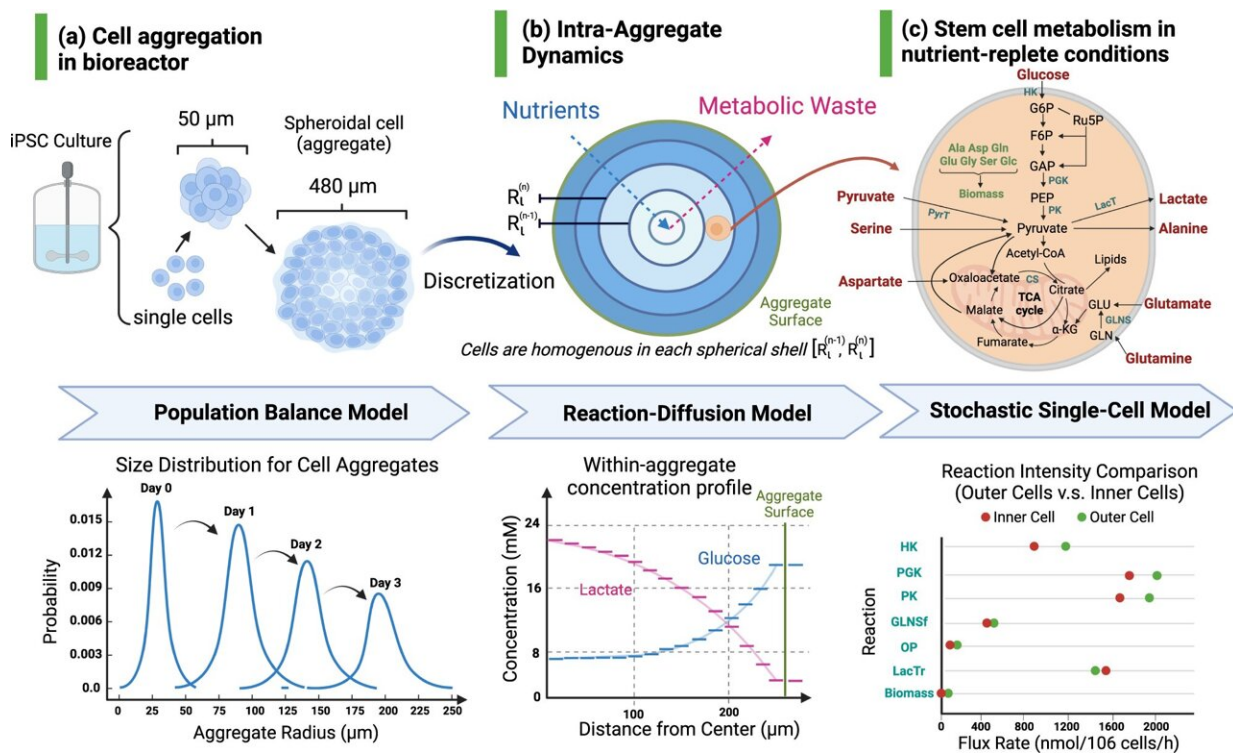 (a) Cell aggregation
in bioreactor
iPSC Culture
50 μm
single cells
Spheroidal cell
(aggregate)
480 μm
Discretization
(b) Intra-Aggregate
Dynamics
Nutrients
Metabolic Waste
R_L^(n)
R_L^(n-1)
Aggregate
Surface
Cells are homogenous in each spherical shell [R_L^(n-1), R_L^(n)]
(c) Stem cell metabolism in
nutrient-replete conditions
Glucose
HK
G6P
Ru5P
F6P
Ala Asp Gln
Glu Gly Ser Glc
GAP
PGK
Biomass
PEP
PK
Pyruvate
PyrT
LacT
Lactate
Serine
Pyruvate
Alanine
Acetyl-CoA
Lipids
Aspartate
Oxaloacetate
CS
Citrate
TCA
cycle
GLU
Glutamate
Malate
GLNS
α-KG
GLN
Fumarate
Glutamine
Population Balance Model
Reaction-Diffusion Model
Stochastic Single-Cell Model
Size Distribution for Cell Aggregates
Day 0
Day 1
Day 2
Day 3
Probability
0.015
0.012
0.009
0.006
0.003
0.0
0 25 50 75 100 125 150 175 200 225 250
Aggregate Radius (μm)
Within-aggregate
concentration profile
Aggregate
Surface
Glucose
Lactate
Concentration (mM)
24
16
8
0
100 200
Distance from Center (μm)
Reaction Intensity Comparison
(Outer Cells v.s. Inner Cells)
Inner Cell Outer Cell
Reaction
HK
PGK
PK
GLNSf
OP
LacTr
Biomass
0 400 800 1200 1600 2000
Flux Rate (nmol/106 cells/h)